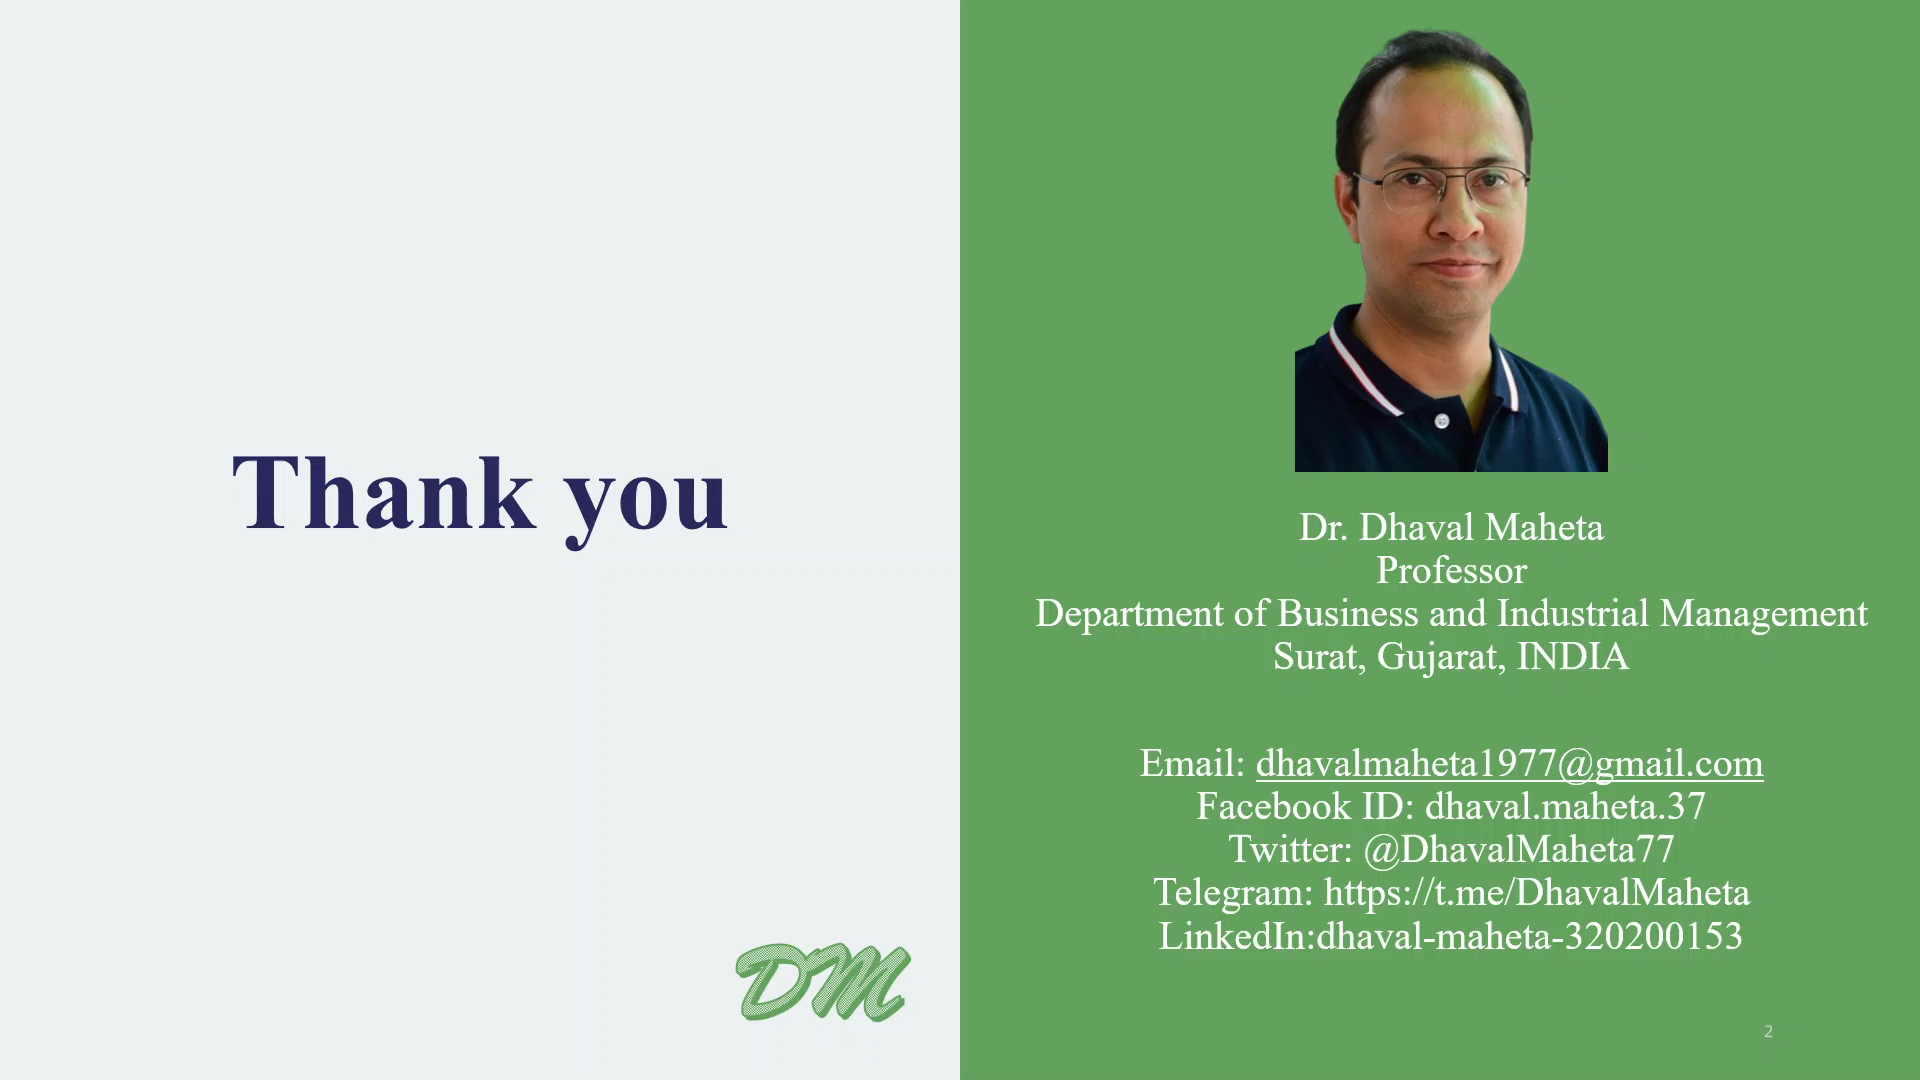 Thank you
DM
Dr. Dhaval Maheta
Professor
Department of Business and Industrial Management
Surat, Gujarat, INDIA
Email: dhavalmaheta1977@gmail.com
Facebook ID: dhaval.maheta.37
Twitter: @DhavalMaheta77
Telegram: https://t.me/DhavalMaheta
LinkedIn:dhaval-maheta-320200153
2